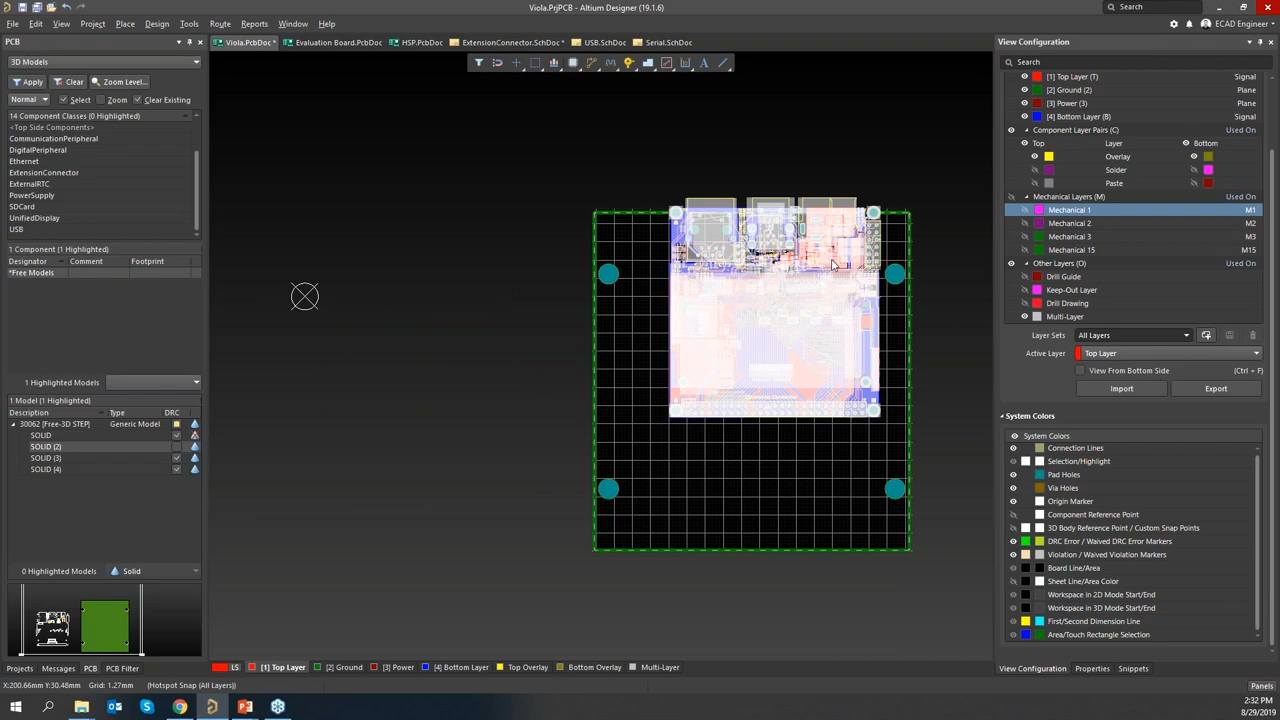 Viola.PrjPCB - Altium Designer (19.1.6)
Search
File Edit View Project Place Design Tools Route Reports Window Help
ECAD Engineer
PCB
Viola.PcbDoc * Evaluation Board.PcbDoc HSP.PcbDoc ExtensionConnector.SchDoc * USB.SchDoc Serial.SchDoc
View Configuration
3D Models
Search
Apply Clear Zoom Level...
Normal Select Zoom Clear Existing
14 Component Classes (0 Highlighted)
<Top Side Components>
CommunicationPeripheral
DigitalPeripheral
Ethernet
ExtensionConnector
ExternalRTC
PowerSupply
SDCard
UnifiedDisplay
USB
1 Component (1 Highlighted)
Designator Comment Footprint
*Free Models
1 Highlighted Models
1 Model (1 Highlighted)
Description Type DRC
30062 [Free-3D STEP] Generic Model
SOLID
SOLID (2)
SOLID (3)
SOLID (4)
0 Highlighted Models Solid
[1] Top Layer (T) Signal
[2] Ground (2) Plane
[3] Power (3) Plane
[4] Bottom Layer (B) Signal
Component Layer Pairs (C) Used On
Top Layer Bottom
Overlay
Solder
Paste
Mechanical Layers (M) Used On
Mechanical 1 M1
Mechanical 2 M2
Mechanical 3 M3
Mechanical 15 M15
Other Layers (O) Used On
Drill Guide
Keep-Out Layer
Drill Drawing
Multi-Layer
Layer Sets All Layers
Active Layer Top Layer
View From Bottom Side (Ctrl + F)
Import Export
System Colors
System Colors
Connection Lines
Selection/Highlight
Pad Holes
Via Holes
Origin Marker
Component Reference Point
3D Body Reference Point / Custom Snap Points
DRC Error / Waived DRC Error Markers
Violation / Waived Violation Markers
Board Line/Area
Sheet Line/Area Color
Workspace in 2D Mode Start/End
Workspace in 3D Mode Start/End
First/Second Dimension Line
Area/Touch Rectangle Selection
Projects Messages PCB PCB Filter
LS [1] Top Layer [2] Ground [3] Power [4] Bottom Layer Top Overlay Bottom Overlay Multi-Layer
View Configuration Properties Snippets
X:200.66mm Y:30.48mm Grid: 1.27mm (Hotspot Snap (All Layers))
Panels
2:32 PM
8/29/2019